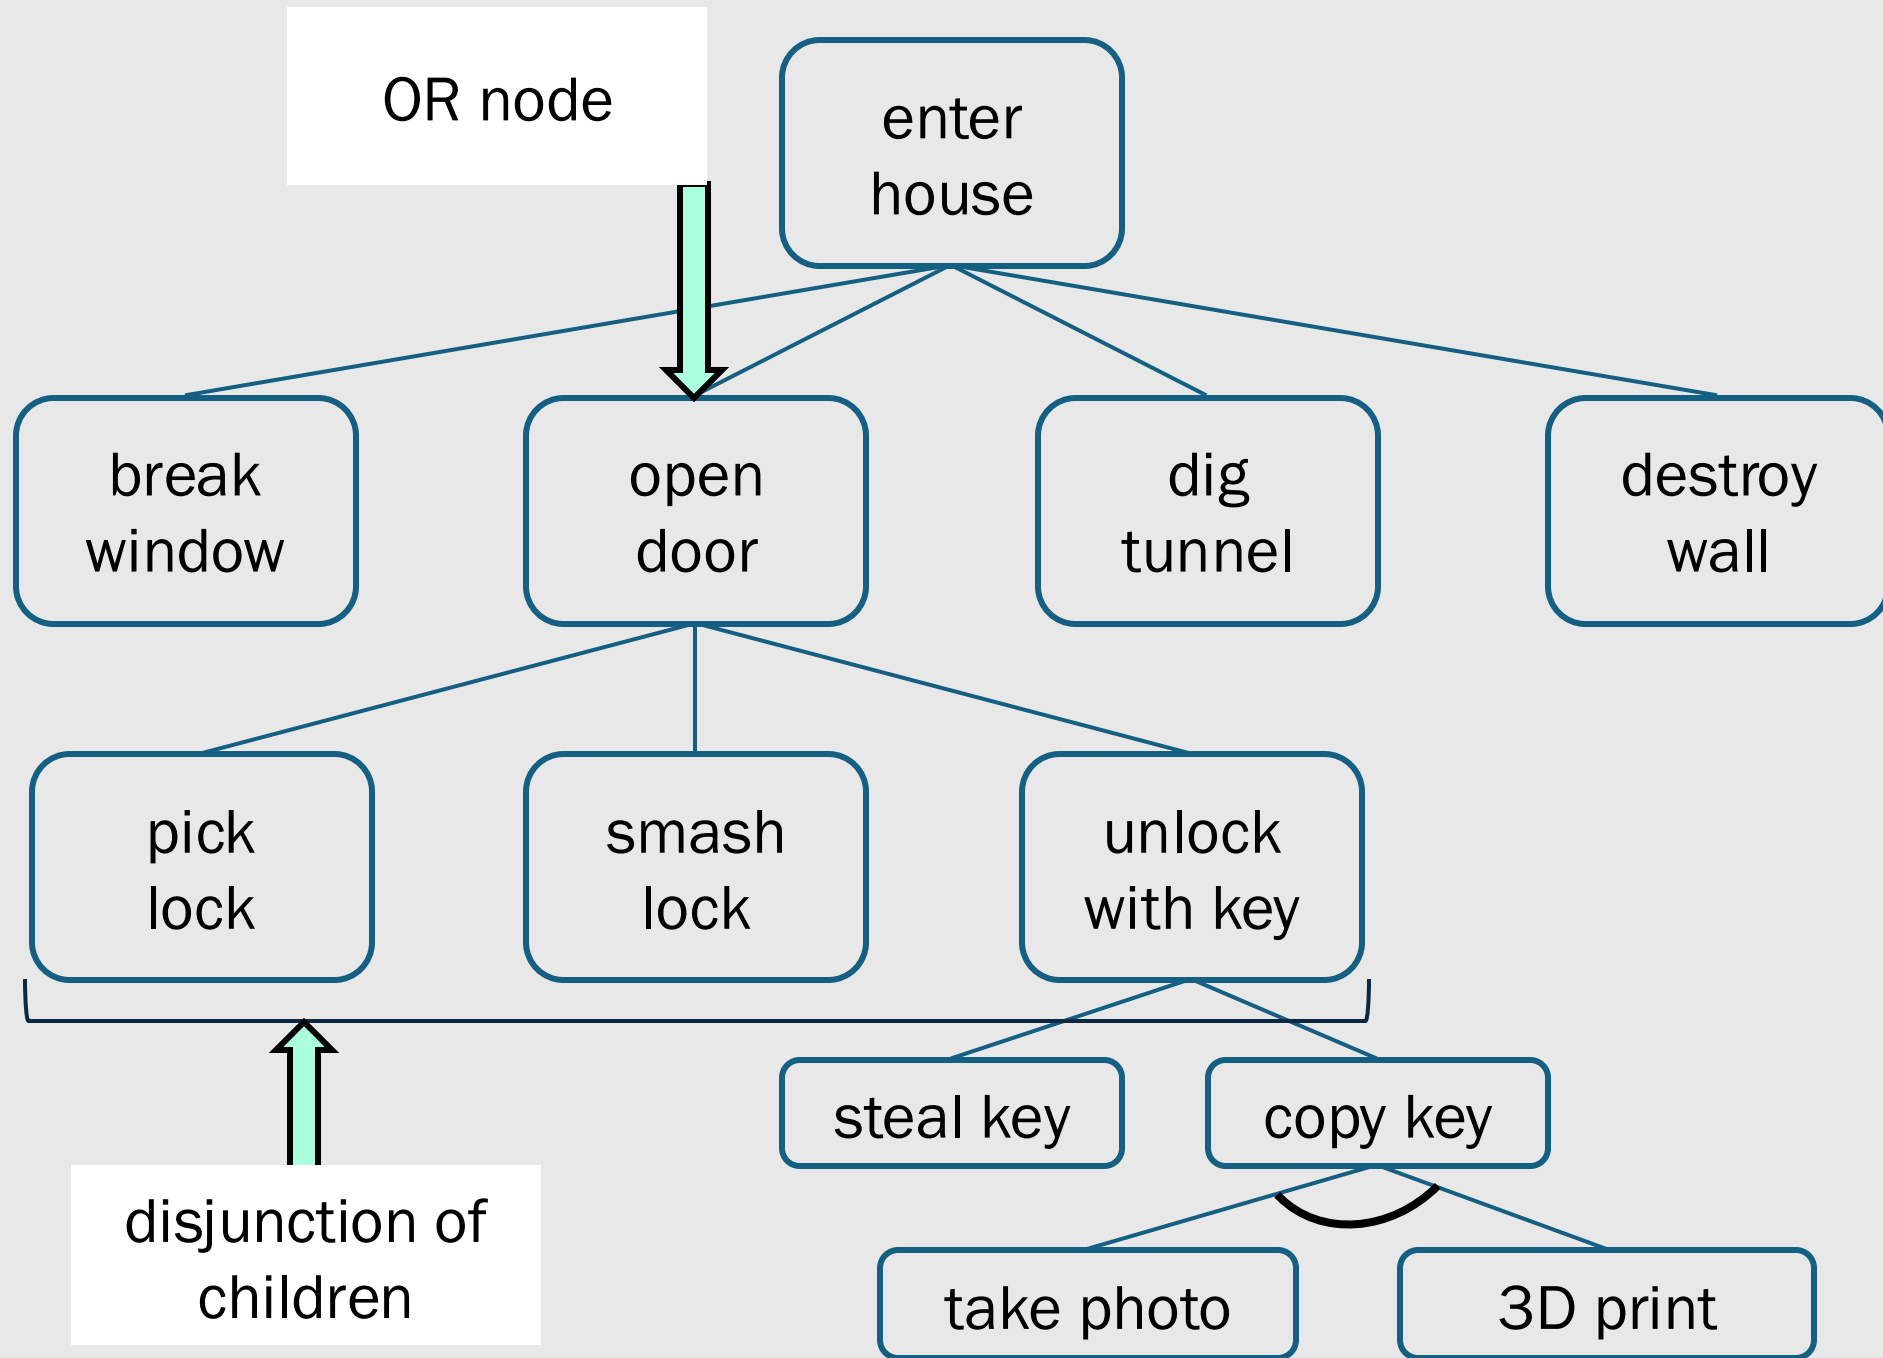 OR node
enter
house
break
window
open
door
dig
tunnel
destroy
wall
pick
lock
smash
lock
unlock
with key
steal key
copy key
disjunction of
children
take photo
3D print